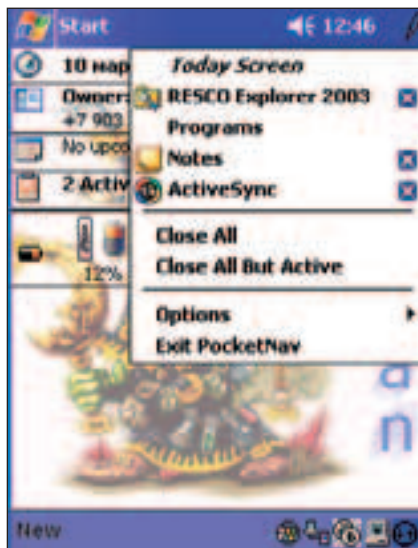 Start 12:46
10 мар
Today Screen
Owner:
+7 903
RESCO Explorer 2003
Programs
No upco
Notes
2 Activ
ActiveSync
Close All
Close All But Active
12%
Options
Exit PocketNav
an
New